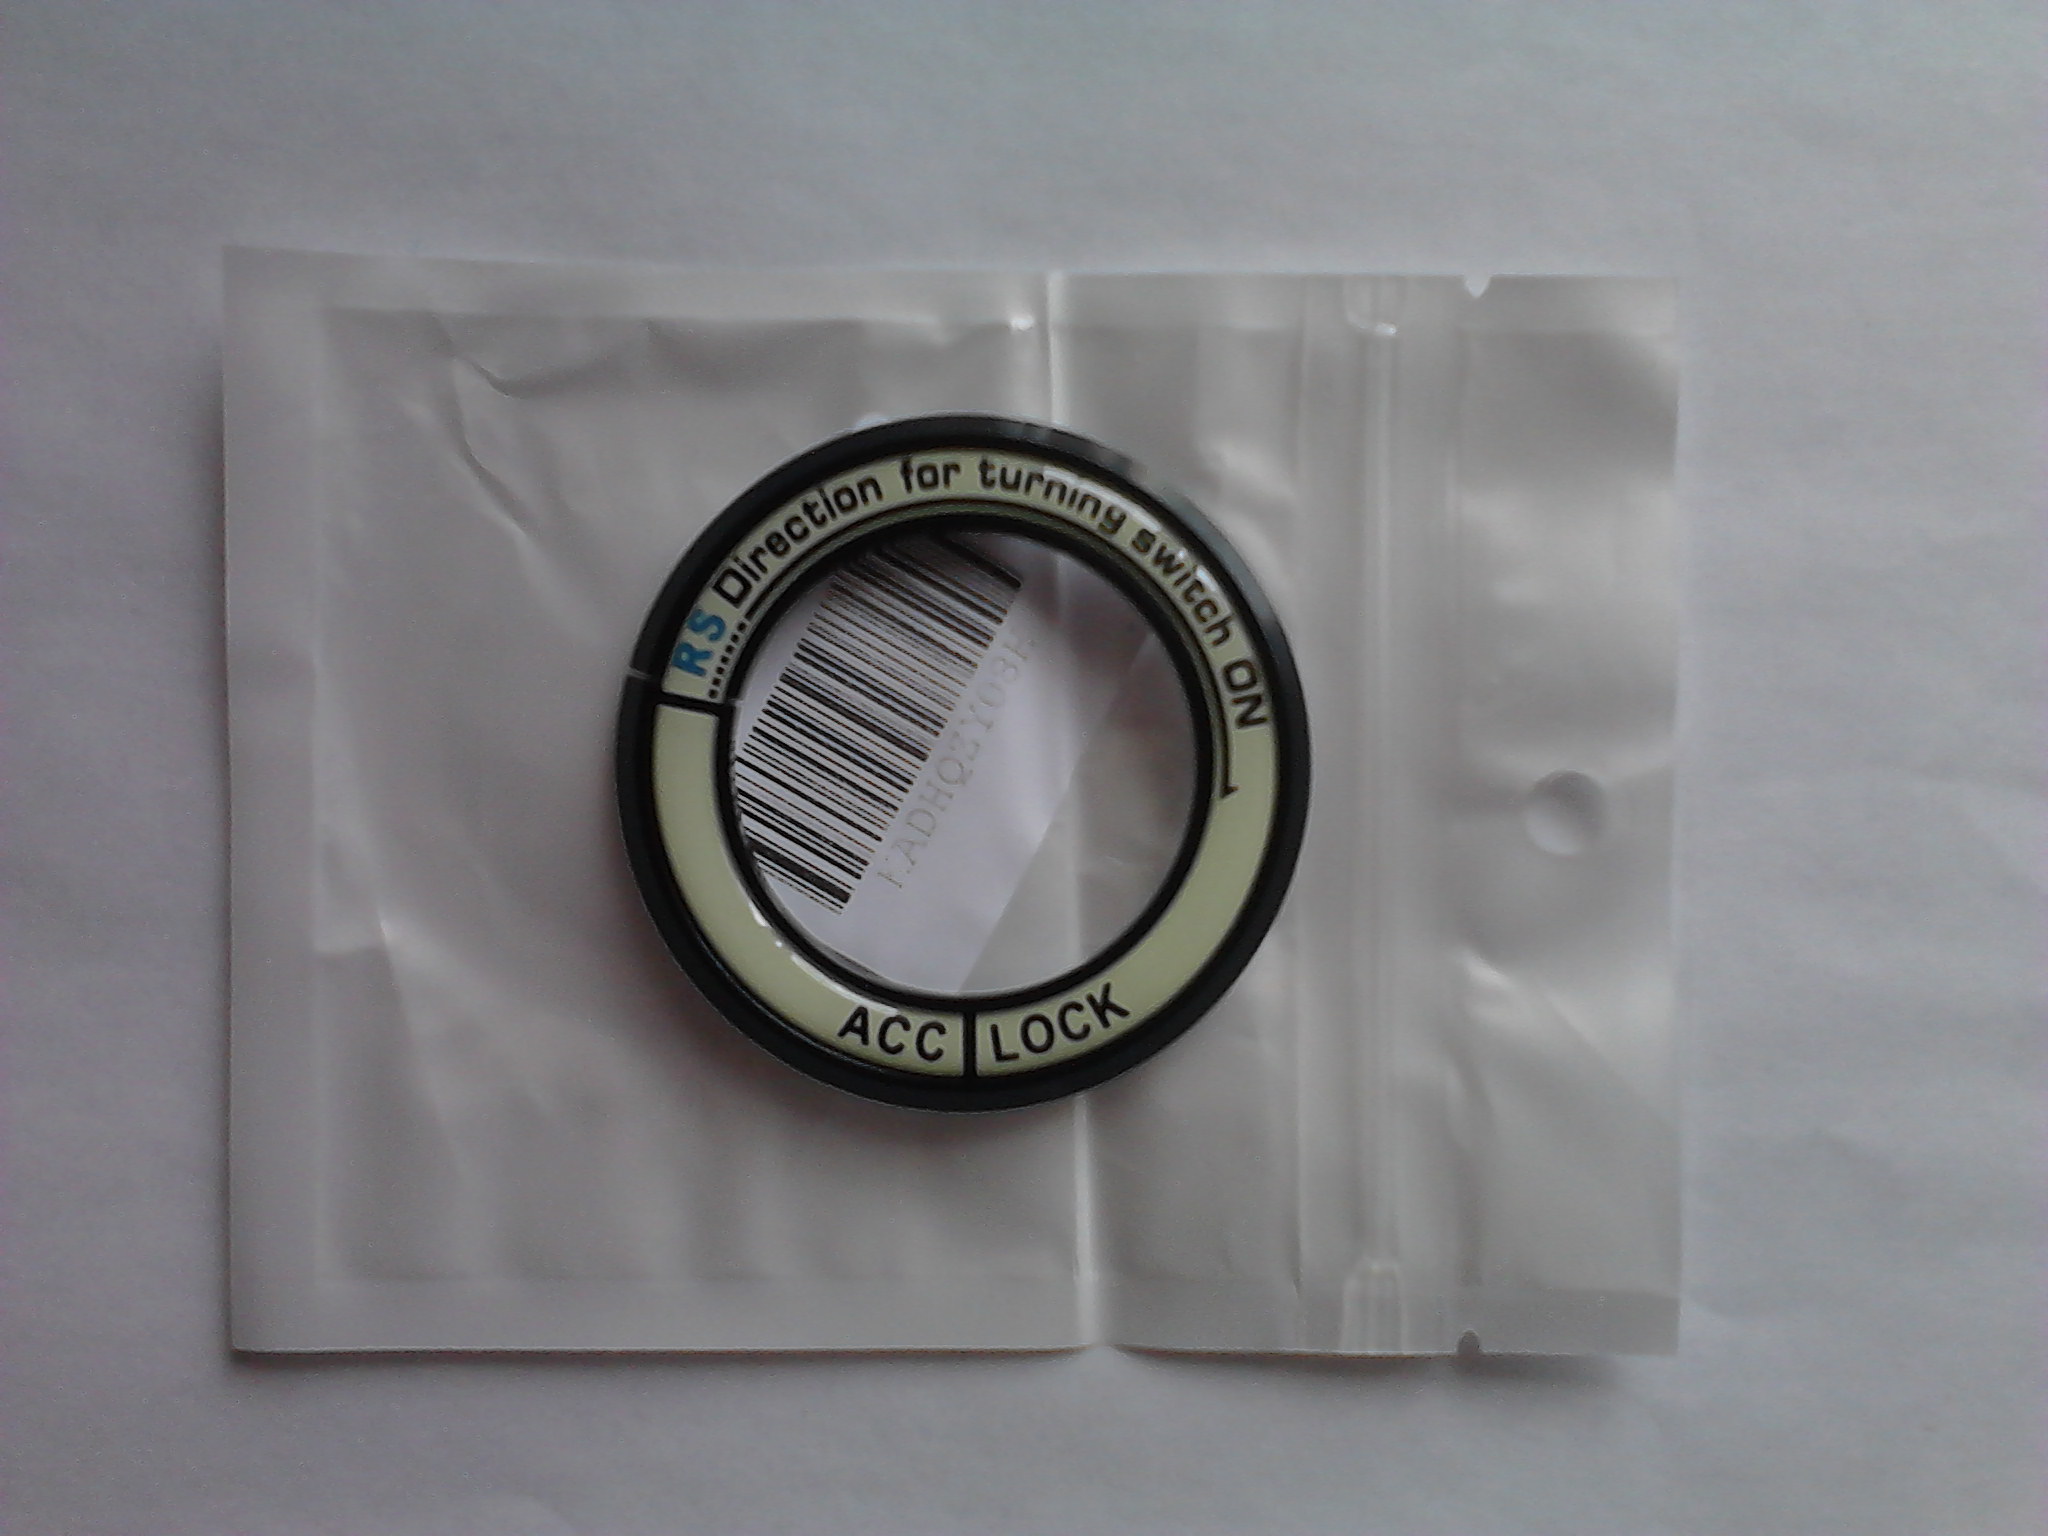 RS Direction for turning switch ON
ACC
LOCK